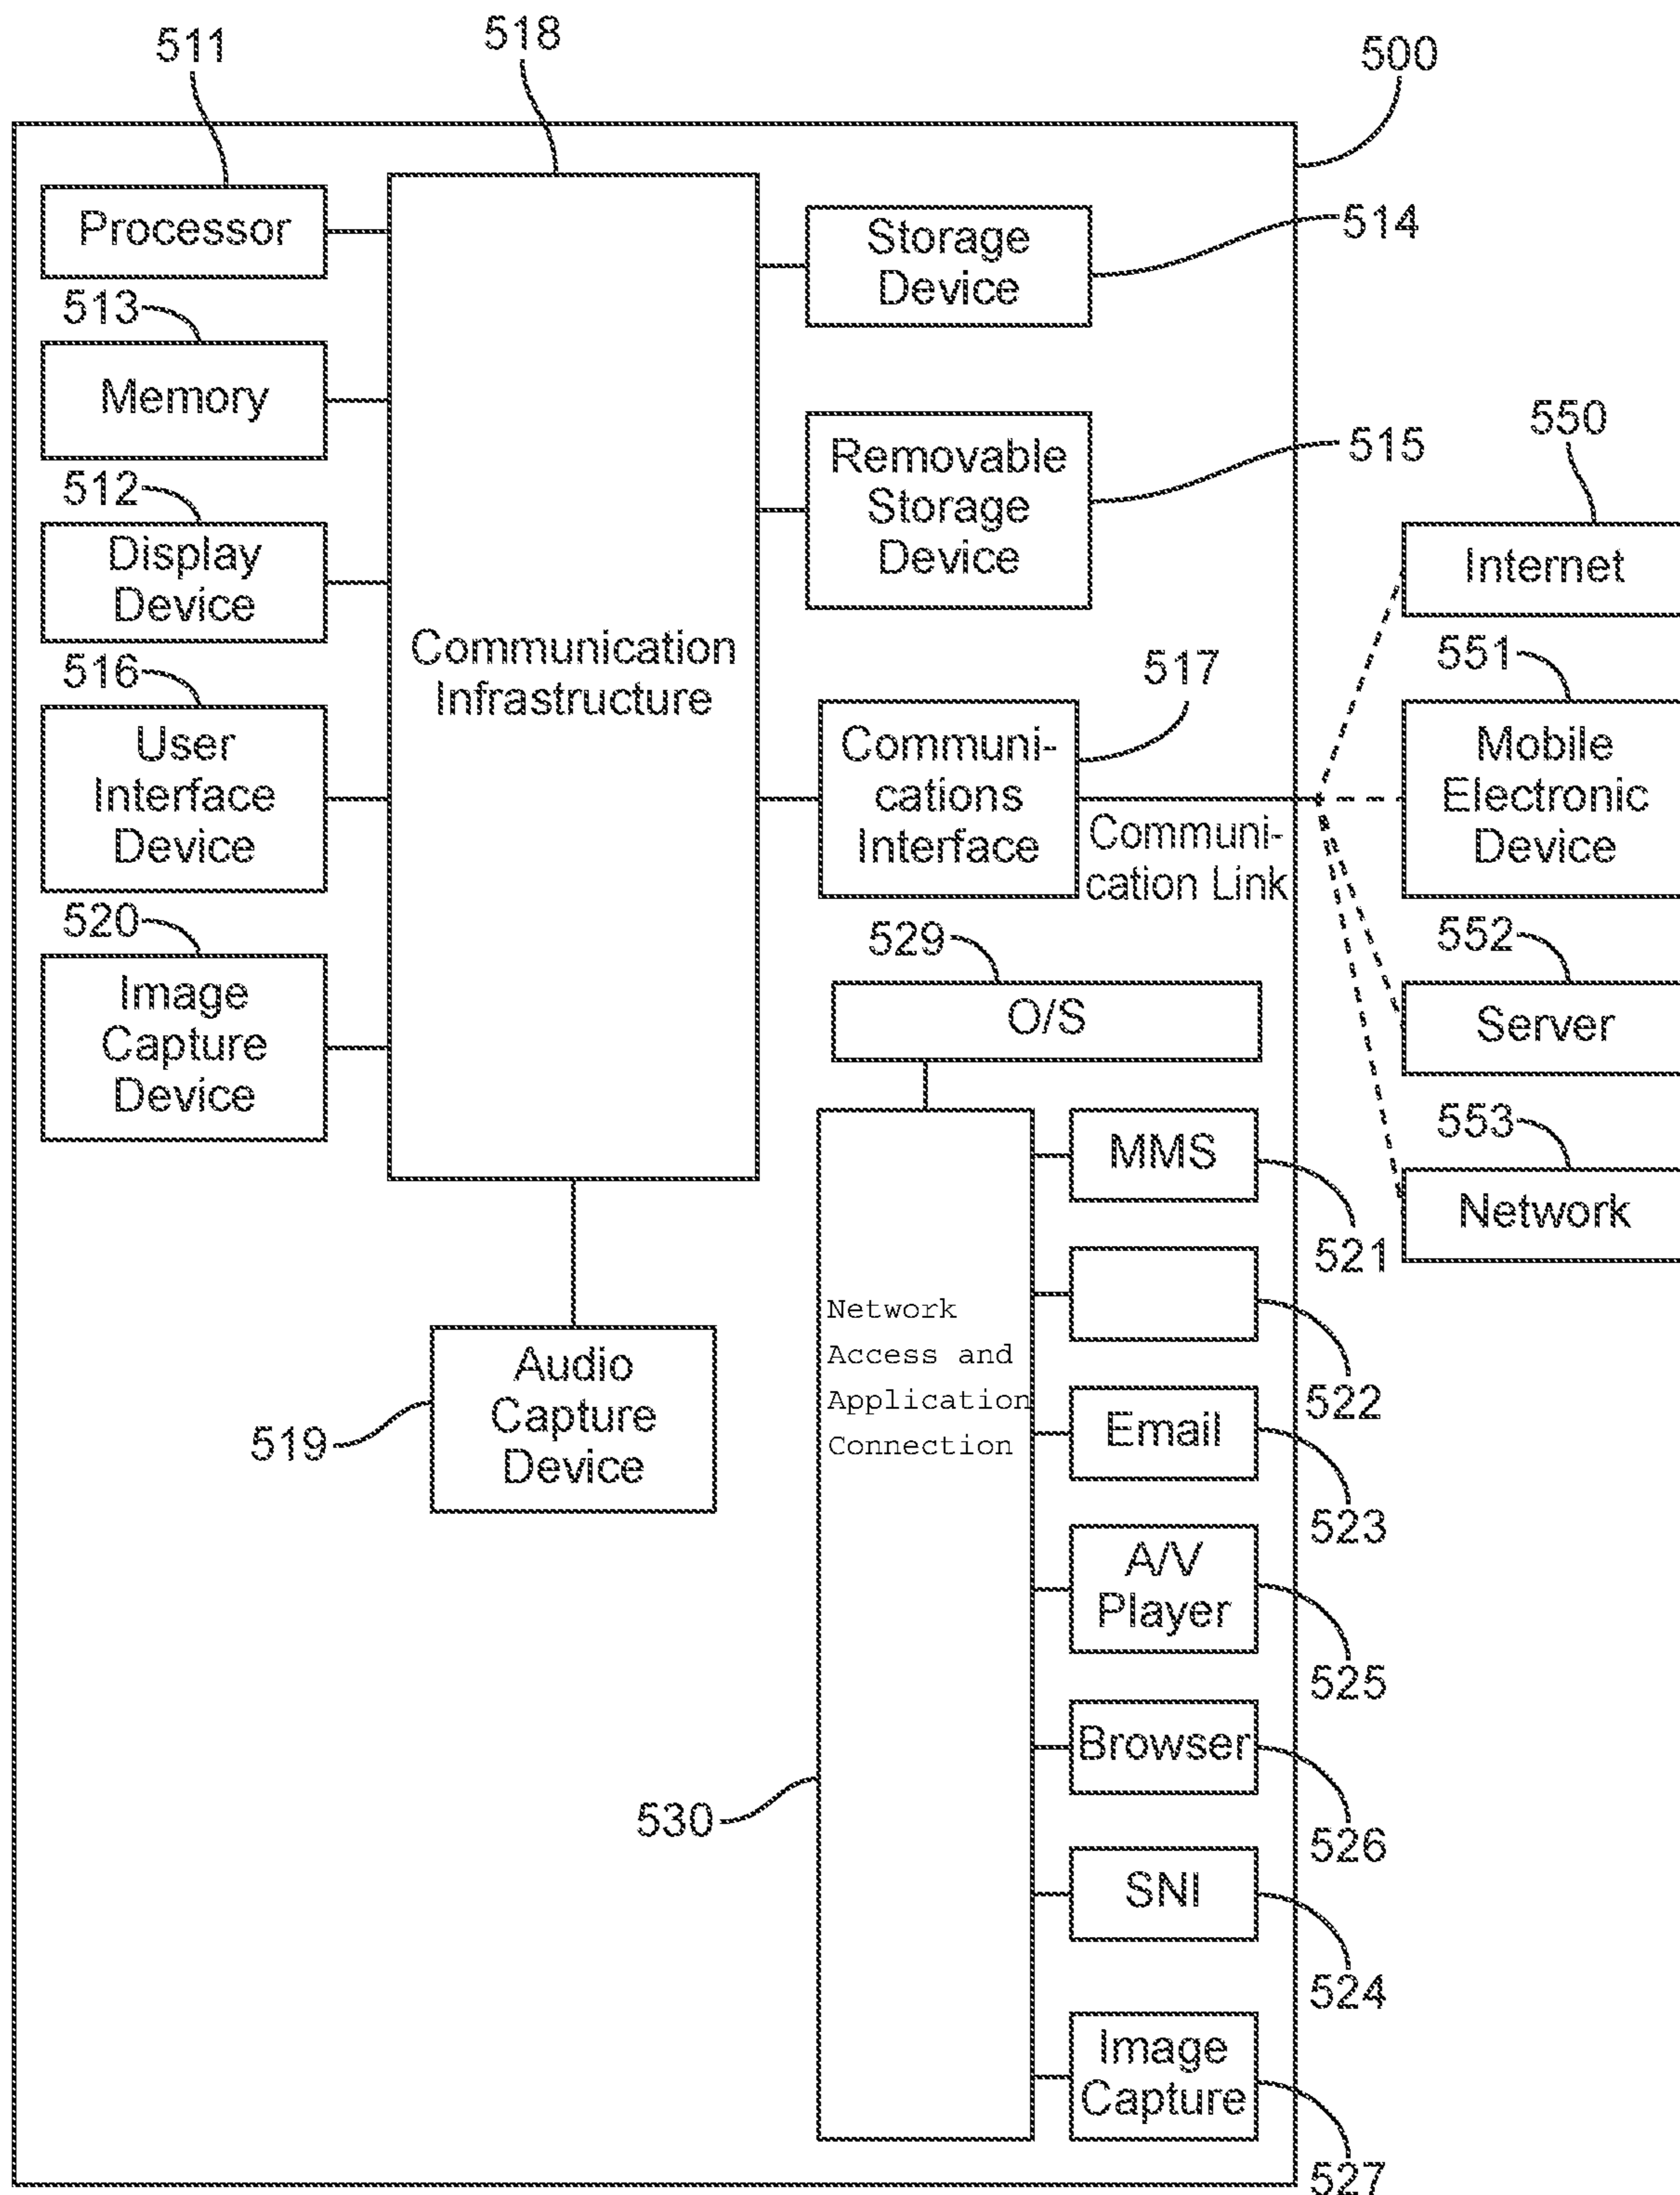 511
518
500
Processor
Storage
Device
514
513
Memory
Removable
Storage
Device
515
512
Display
Device
550
Internet
Communication
Infrastructure
516
User
Interface
Device
517
Communi-
cations
Interface
Communi-
cation Link
551
Mobile
Electronic
Device
520
Image
Capture
Device
529
O/S
552
Server
553
Network
MMS
521
522
Network
Access and
Application
Connection
Audio
Capture
Device
519
Email
523
A/V
Player
525
Browser
526
530
SNI
524
Image
Capture
527